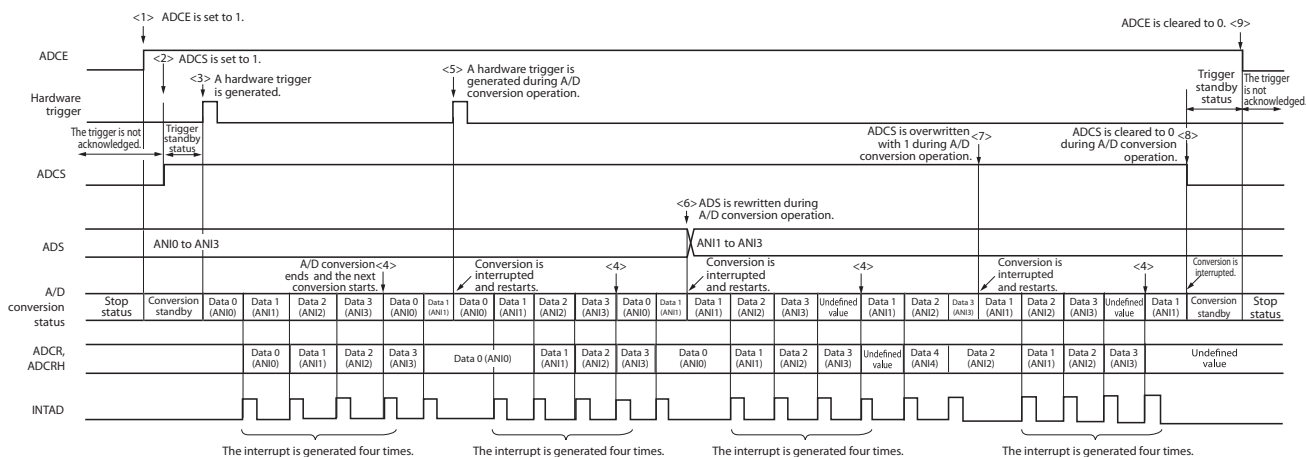 <1> ADCE is set to 1.
ADCE is cleared to 0. <9>
ADCE
<2> ADCS is set to 1.
<3> A hardware trigger
is generated.
<5> A hardware trigger is
generated during A/D
conversion operation.
Trigger
standby
status
The trigger
is not
acknowledged.
Hardware
trigger
The trigger is not
acknowledged.
Trigger
standby
status
ADCS is overwritten <7>
with 1 during A/D
conversion operation.
ADCS is cleared to 0 <8>
during A/D conversion
operation.
ADCS
<6> ADS is rewritten during
A/D conversion operation.
ADS
ANI0 to ANI3
ANI1 to ANI3
A/D conversion <4>
ends and the next
conversion starts.
Conversion is
interrupted
and restarts.
<4>
Conversion is
interrupted
and restarts.
<4>
Conversion is
interrupted
and restarts.
<4>
Conversion is
interrupted.
A/D
conversion
status
Stop
status
Conversion
standby
Data 0
(ANI0)
Data 1
(ANI1)
Data 2
(ANI2)
Data 3
(ANI3)
Data 0
(ANI0)
Data 1
(ANI1)
Data 0
(ANI0)
Data 1
(ANI1)
Data 2
(ANI2)
Data 3
(ANI3)
Data 0
(ANI0)
Data 1
(ANI1)
Data 1
(ANI1)
Data 2
(ANI2)
Data 3
(ANI3)
Undefined
value
Data 1
(ANI1)
Data 2
(ANI2)
Data 3
(ANI3)
Data 1
(ANI1)
Data 2
(ANI2)
Data 3
(ANI3)
Undefined
value
Data 1
(ANI1)
Conversion
standby
Stop
status
ADCR,
ADCRH
Data 0
(ANI0)
Data 1
(ANI1)
Data 2
(ANI2)
Data 3
(ANI3)
Data 0 (ANI0)
Data 1
(ANI1)
Data 2
(ANI2)
Data 3
(ANI3)
Data 0
(ANI0)
Data 1
(ANI1)
Data 2
(ANI2)
Data 3
(ANI3)
Undefined
value
Data 4
(ANI4)
Data 2
(ANI2)
Data 1
(ANI1)
Data 2
(ANI2)
Data 3
(ANI3)
Undefined
value
INTAD
The interrupt is generated four times.
The interrupt is generated four times.
The interrupt is generated four times.
The interrupt is generated four times.